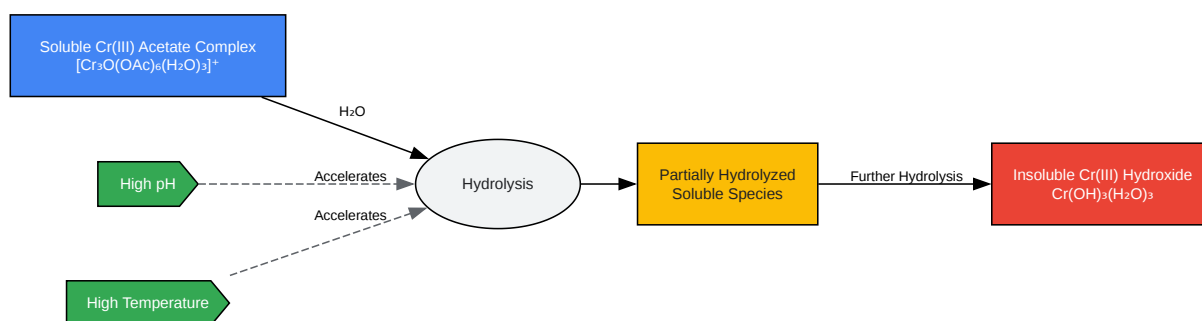 Soluble Cr(III) Acetate Complex
[Cr₃O(OAc)₆(H₂O)₃]⁺
H₂O
High pH
Accelerates
Hydrolysis
Partially Hydrolyzed
Soluble Species
Further Hydrolysis
Insoluble Cr(III) Hydroxide
Cr(OH)₃(H₂O)₃
Accelerates
High Temperature